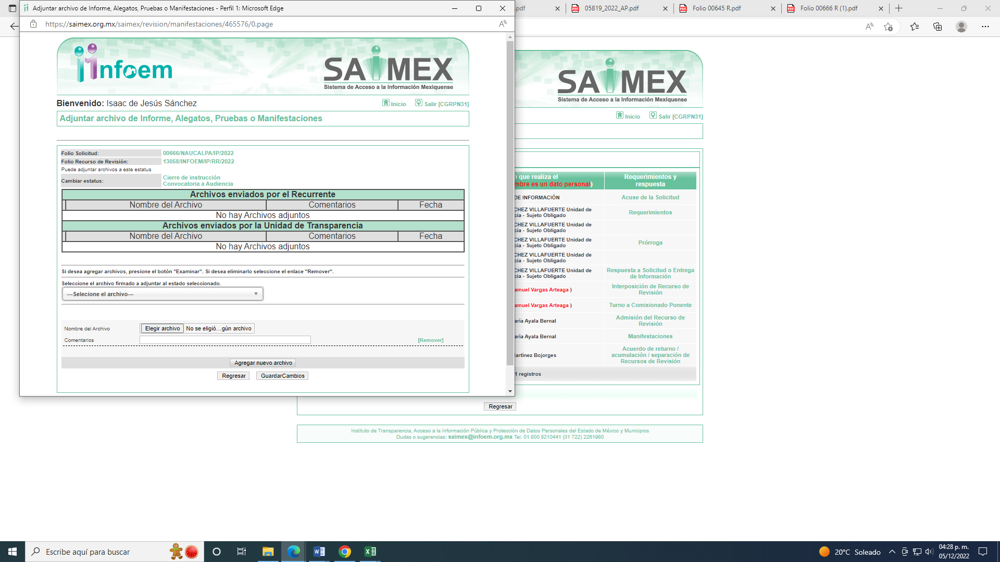 Adjuntar archivo de Informe, Alegatos, Pruebas o Manifestaciones - Perfil 1: Microsoft Edge
https://saimex.org.mx/saimex/revision/manifestaciones/465576/0.page
infoem
SAIMEX
Sistema de Acceso a la Información Mexiquense
Bienvenido: Isaac de Jesús Sánchez
Inicio
Salir [CGRPN31]
Adjuntar archivo de Informe, Alegatos, Pruebas o Manifestaciones
Folio Solicitud: 00666/NAUCALPA/IP/2022
Folio Recurso de Revisión: 13058/INFOEM/IP/RR/2022
Puede adjuntar archivos a este estatus
Cambiar estatus: Cierre de instrucción
Convocatoria a Audiencia
Archivos enviados por el Recurrente
Nombre del Archivo Comentarios Fecha
No hay Archivos adjuntos
Archivos enviados por la Unidad de Transparencia
Nombre del Archivo Comentarios Fecha
No hay Archivos adjuntos
Si desea agregar archivos, presione el botón "Examinar". Si desea eliminarlo seleccione el enlace "Remover".
Seleccione el archivo firmado a adjuntar al estado seleccionado.
---Selecione el archivo---
Nombre del Archivo Elegir archivo No se eligió…gún archivo
Comentarios [Remover]
Agregar nuevo archivo
Regresar GuardarCambios
.pdf
05819_2022_AP.pdf
Folio 00645 R.pdf
Folio 00666 R (1).pdf
SAIMEX
Sistema de Acceso a la Información Mexiquense
Inicio
Salir [CGRPN31]
o que realiza el
mbre es un dato personal)
Requerimientos y
respuesta
DE INFORMACIÓN Acuse de la Solicitud
CHEZ VILLAFUERTE Unidad de
cia - Sujeto Obligado
Requerimientos
CHEZ VILLAFUERTE Unidad de
cia - Sujeto Obligado
CHEZ VILLAFUERTE Unidad de
cia - Sujeto Obligado
Prórroga
CHEZ VILLAFUERTE Unidad de
cia - Sujeto Obligado
CHEZ VILLAFUERTE Unidad de
cia - Sujeto Obligado
Respuesta a Solicitud o Entrega
de Información
amuel Vargas Arteaga )
Interposición de Recurso de
Revisión
amuel Vargas Arteaga ) Turno a Comisionado Ponente
aría Ayala Bernal
Admisión del Recurso de
Revisión
aría Ayala Bernal Manifestaciones
Martínez Bojorges
Acuerdo de returno /
acumulación / separación de
Recursos de Revisión
1 registros
Regresar
Instituto de Transparencia, Acceso a la Información Pública y Protección de Datos Personales del Estado de México y Municipios
Dudas o sugerencias: saimex@infoem.org.mx Tel. 01 800 8210441 (01 722) 2261980
Escribe aquí para buscar
20°C Soleado
04:28 p. m.
05/12/2022